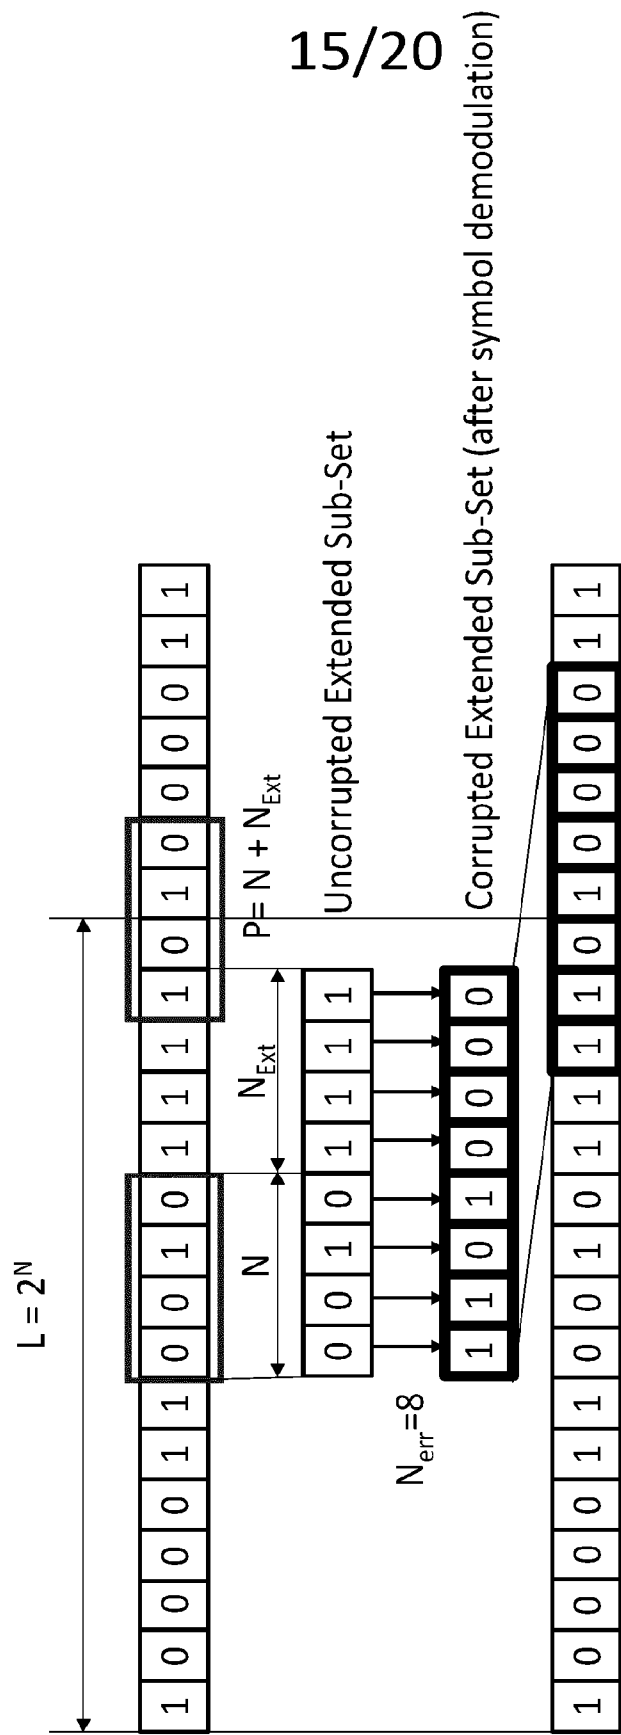 15/20
L = 2^N
1 0 0 0 0 1 1 0 0 1 0 1 1 1 1 0 1 0 0 0 0 1 1
N N_Ext P= N + N_Ext
0 0 1 0 1 1 1 1 Uncorrupted Extended Sub-Set
N_err=8
1 1 0 1 0 0 0 0 Corrupted Extended Sub-Set (after symbol demodulation)
1 0 0 0 0 1 1 0 0 1 0 1 1 1 1 0 1 0 0 0 0 1 1